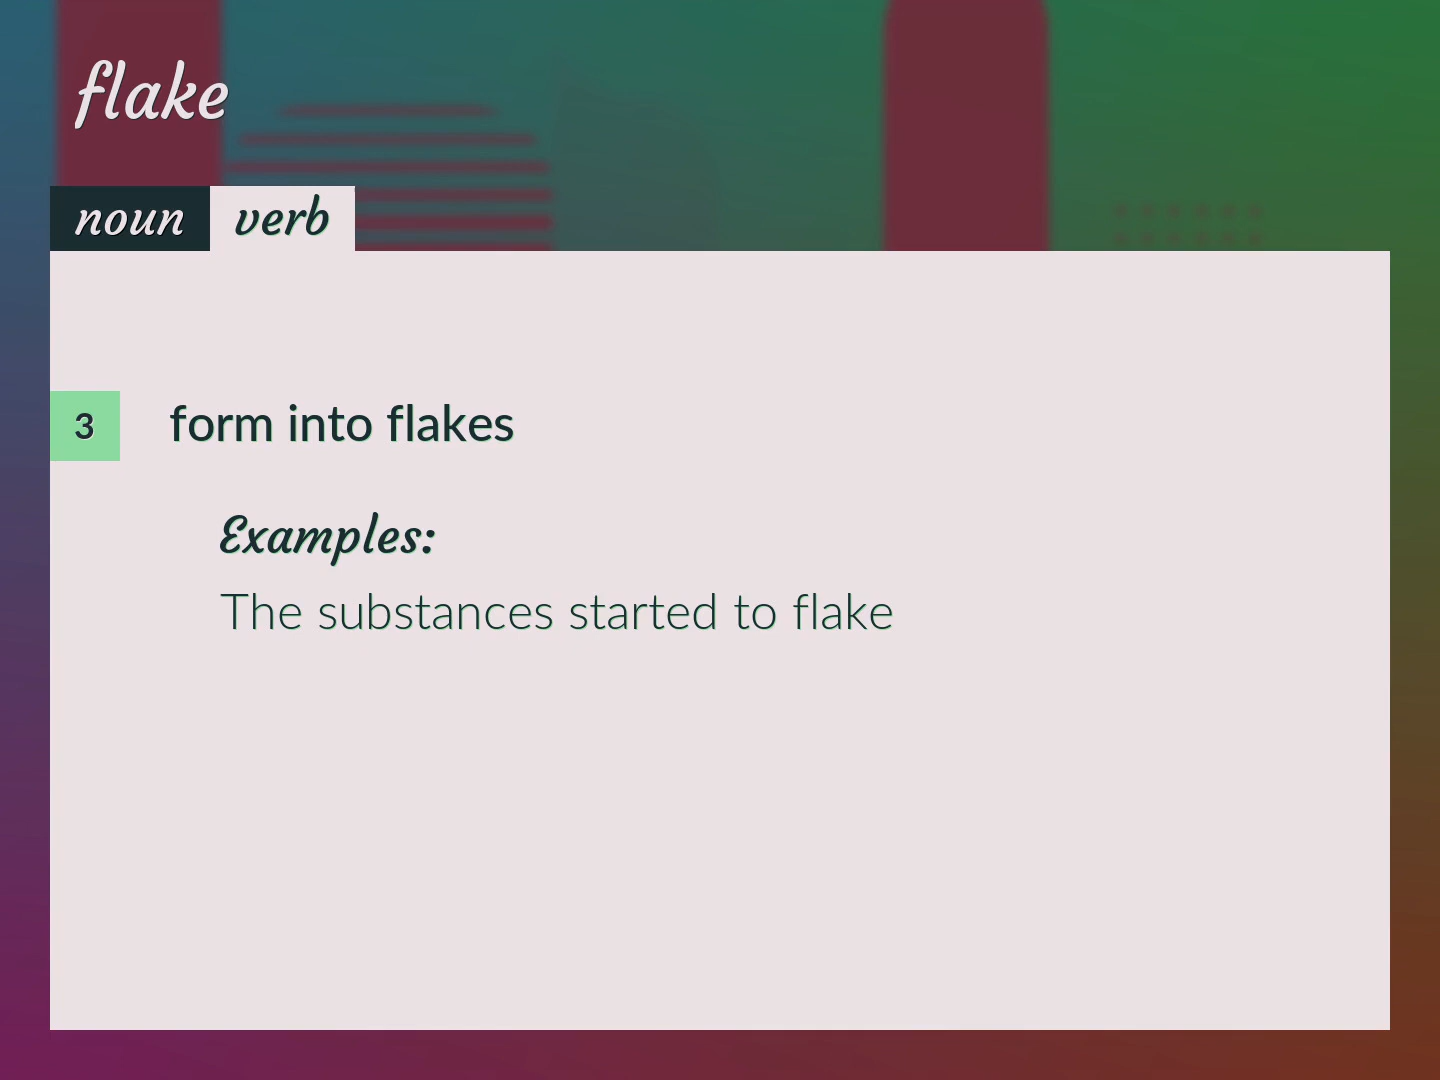 flake
noun verb
3 form into flakes
Examples:
The substances started to flake